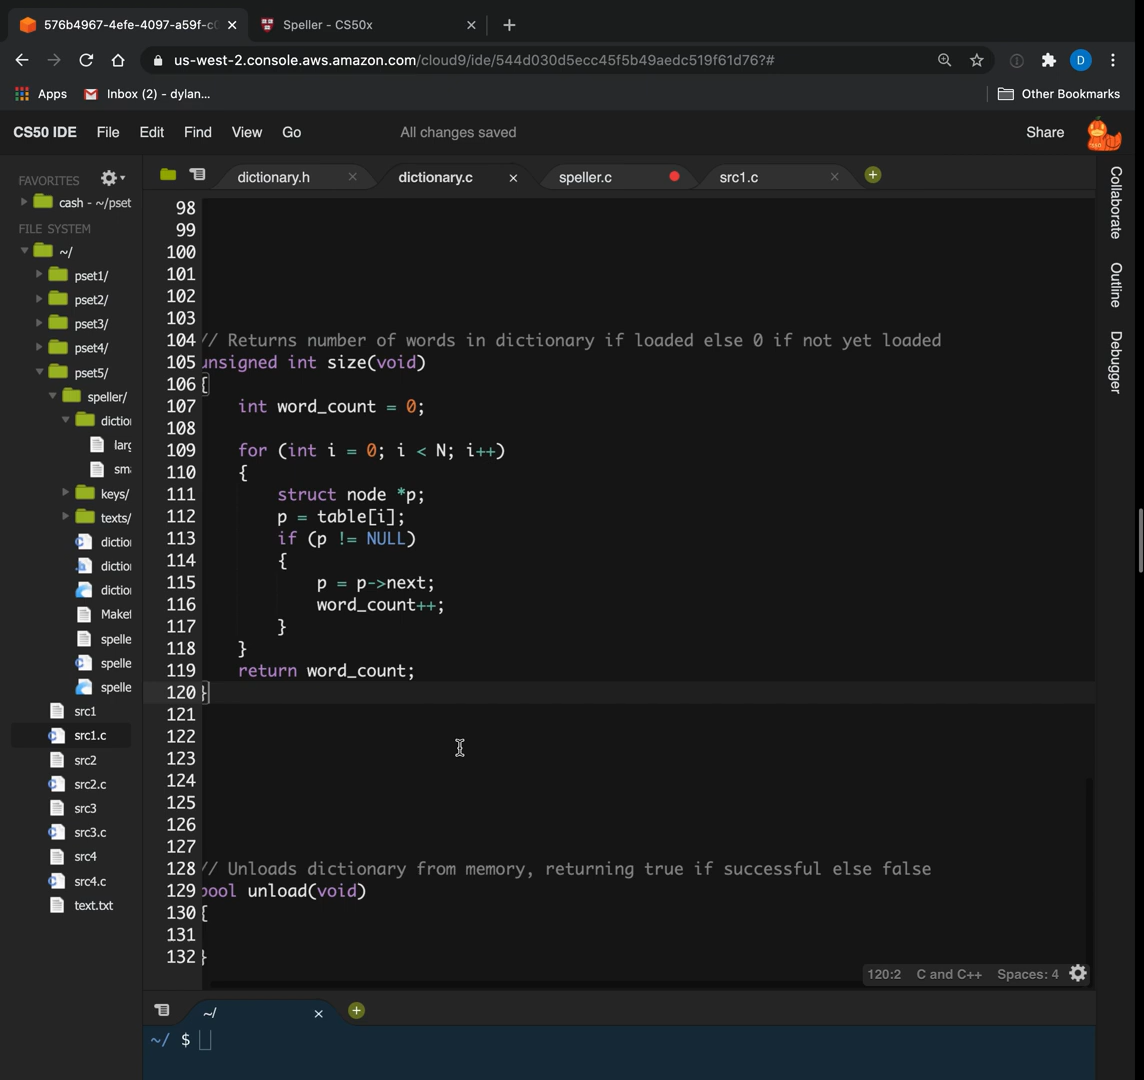 576b4967-4efe-4097-a59f-c
Speller - CS50x
us-west-2.console.aws.amazon.com/cloud9/ide/544d030d5ecc45f5b49aedc519f61d76?#
D
Apps
Inbox (2) - dylan...
Other Bookmarks
CS50 IDE File Edit Find View Go All changes saved Share
FAVORITES
cash - ~/pset
FILE SYSTEM
~/
pset1/
pset2/
pset3/
pset4/
pset5/
speller/
dictio
larg
sma
keys/
texts/
dictio
dictio
dictio
Makef
spelle
spelle
spelle
src1
src1.c
src2
src2.c
src3
src3.c
src4
src4.c
text.txt
dictionary.h dictionary.c speller.c src1.c
98
99
100
101
102
103
104 // Returns number of words in dictionary if loaded else 0 if not yet loaded
105 unsigned int size(void)
106 {
107 int word_count = 0;
108
109 for (int i = 0; i < N; i++)
110 {
111 struct node *p;
112 p = table[i];
113 if (p != NULL)
114 {
115 p = p->next;
116 word_count++;
117 }
118 }
119 return word_count;
120 }
121
122
123
124
125
126
127
128 // Unloads dictionary from memory, returning true if successful else false
129 bool unload(void)
130 {
131
132 }
120:2 C and C++ Spaces: 4
Collaborate
Outline
Debugger
~/
~/ $